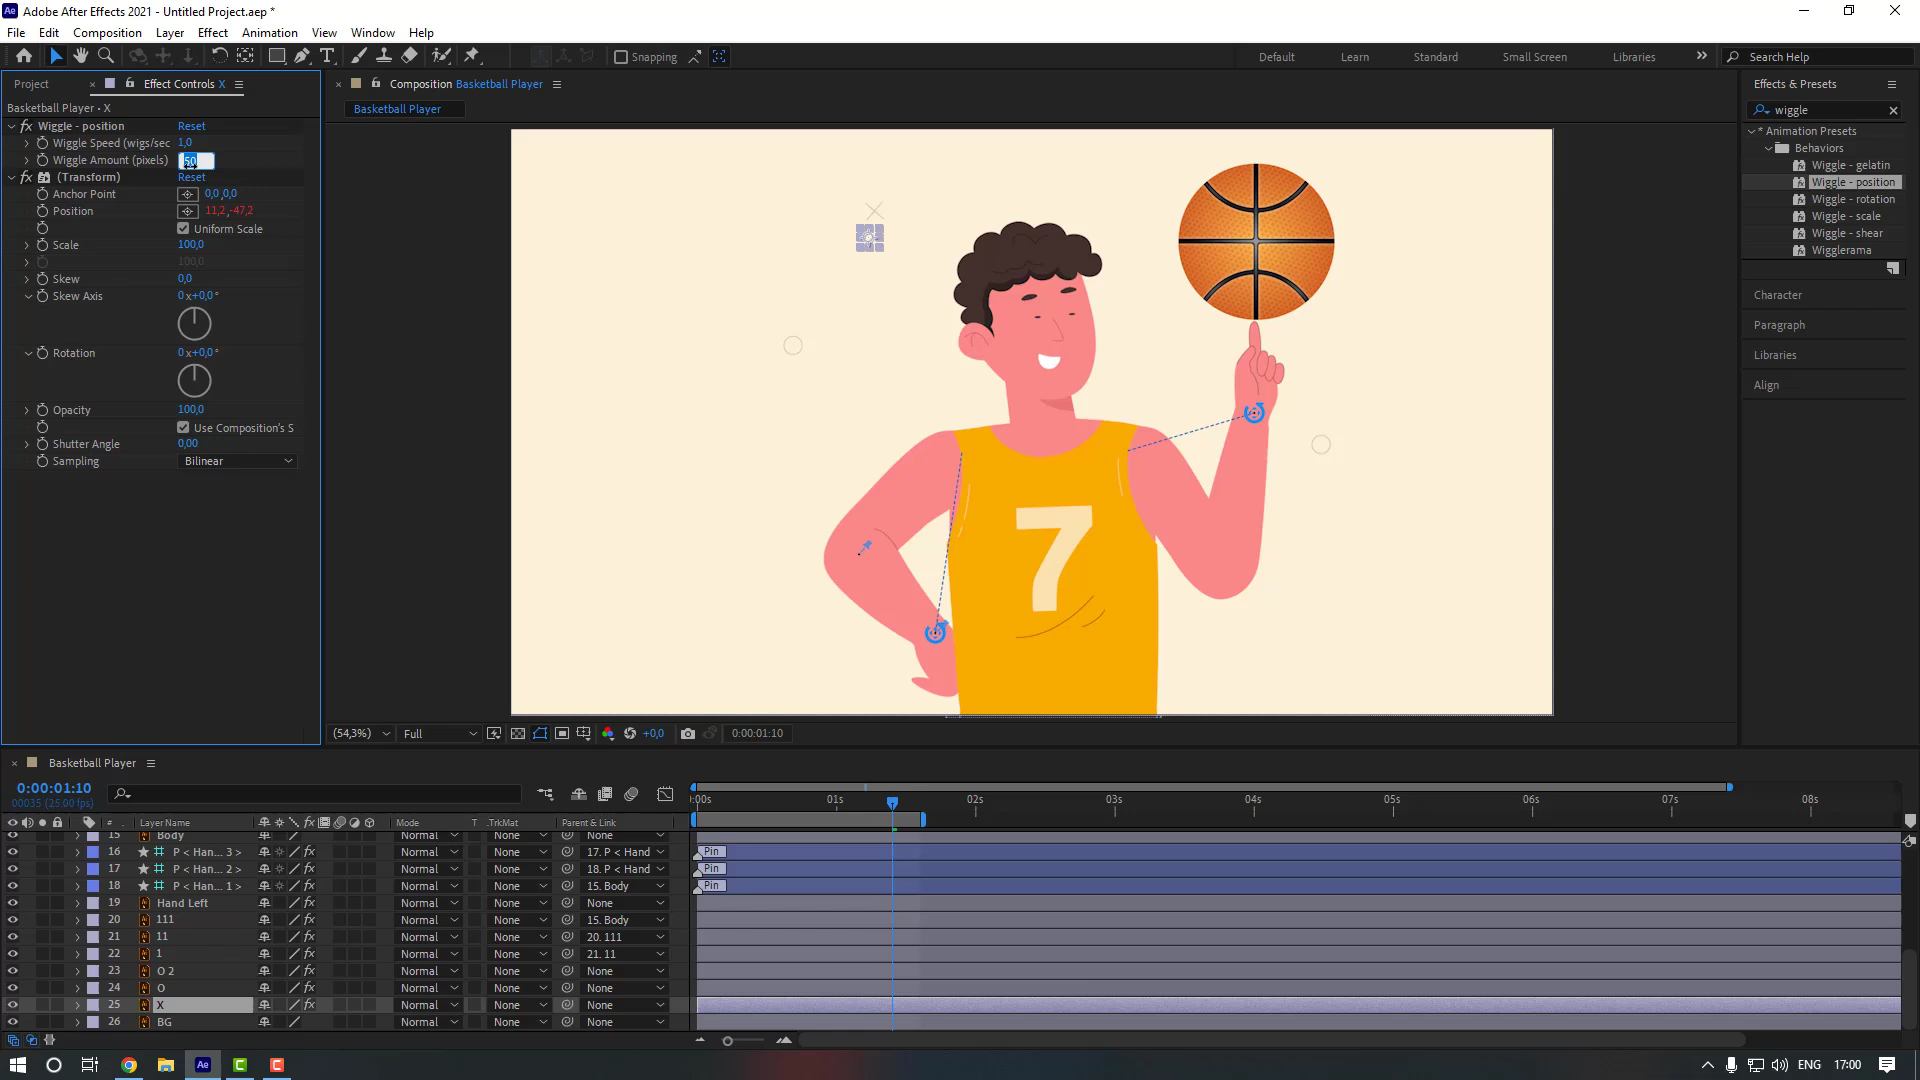 Adobe After Effects 2021 - Untitled Project.aep *
File Edit Composition Layer Effect Animation View Window Help
Snapping
Default Learn Standard Small Screen Libraries
Search Help
Project
Effect Controls X
Basketball Player • X
Wiggle - position Reset
Wiggle Speed (wigs/sec 1,0
Wiggle Amount (pixels) 50
(Transform) Reset
Anchor Point 0,0,0,0
Position 11,2,-47,2
Uniform Scale
Scale 100,0
100,0
Skew 0,0
Skew Axis 0x+0,0°
Rotation 0x+0,0°
Opacity 100,0
Use Composition's S
Shutter Angle 0,00
Sampling Bilinear
Composition Basketball Player
Basketball Player
7
(54,3%) Full +0,0 0:00:01:10
Effects & Presets
wiggle
* Animation Presets
Behaviors
Wiggle - gelatin
Wiggle - position
Wiggle - rotation
Wiggle - scale
Wiggle - shear
Wigglerama
Character
Paragraph
Libraries
Align
Basketball Player
0:00:01:10
00035 (25.00 fps)
:00s 01s 02s 03s 04s 05s 06s 07s 08s
# Layer Name Mode T .TrkMat Parent & Link
15 Body Normal None None
16 P < Han... 3 > Normal None 17. P < Hand Pin
17 P < Han... 2 > Normal None 18. P < Hand Pin
18 P < Han... 1 > Normal None 15. Body Pin
19 Hand Left Normal None None
20 111 Normal None 15. Body
21 11 Normal None 20. 111
22 1 Normal None 21. 11
23 O 2 Normal None None
24 O Normal None None
25 X Normal None None
26 BG Normal None None
ENG 17:00